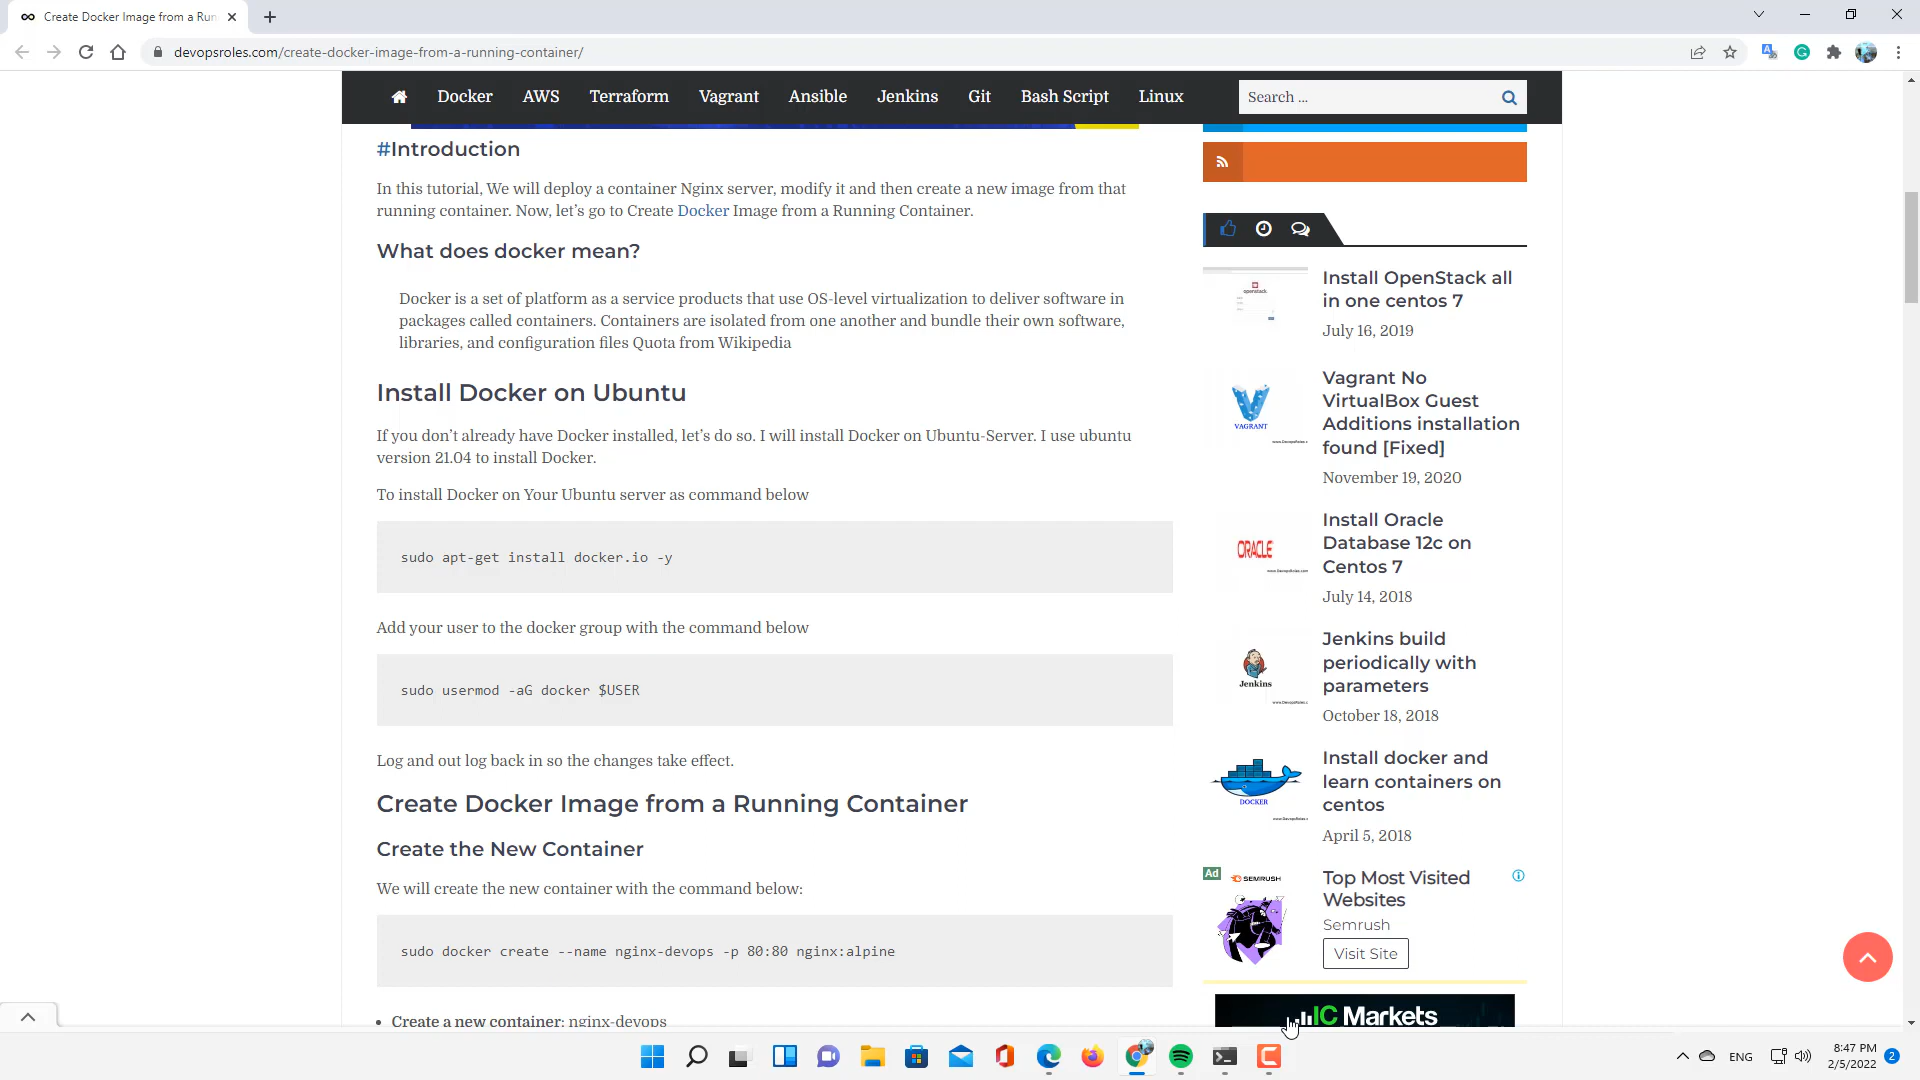 Create Docker Image from a Run
devopsroles.com/create-docker-image-from-a-running-container/
Docker
AWS
Terraform
Vagrant
Ansible
Jenkins
Git
Bash Script
Linux
Search ...
#Introduction
In this tutorial, We will deploy a container Nginx server, modify it and then create a new image from that
running container. Now, let’s go to Create Docker Image from a Running Container.
What does docker mean?
Docker is a set of platform as a service products that use OS-level virtualization to deliver software in
packages called containers. Containers are isolated from one another and bundle their own software,
libraries, and configuration files Quota from Wikipedia
Install Docker on Ubuntu
If you don’t already have Docker installed, let’s do so. I will install Docker on Ubuntu-Server. I use ubuntu
version 21.04 to install Docker.
To install Docker on Your Ubuntu server as command below
sudo apt-get install docker.io -y
Add your user to the docker group with the command below
sudo usermod -aG docker $USER
Log and out log back in so the changes take effect.
Create Docker Image from a Running Container
Create the New Container
We will create the new container with the command below:
sudo docker create --name nginx-devops -p 80:80 nginx:alpine
• Create a new container: nginx-devops
openstack
Install OpenStack all
in one centos 7
July 16, 2019
VAGRANT
Vagrant No
VirtualBox Guest
Additions installation
found [Fixed]
November 19, 2020
ORACLE
Install Oracle
Database 12c on
Centos 7
July 14, 2018
Jenkins
Jenkins build
periodically with
parameters
October 18, 2018
DOCKER
Install docker and
learn containers on
centos
April 5, 2018
Ad
SEMRUSH
Top Most Visited
Websites
Semrush
Visit Site
IC Markets
ENG
8:47 PM
2/5/2022
2